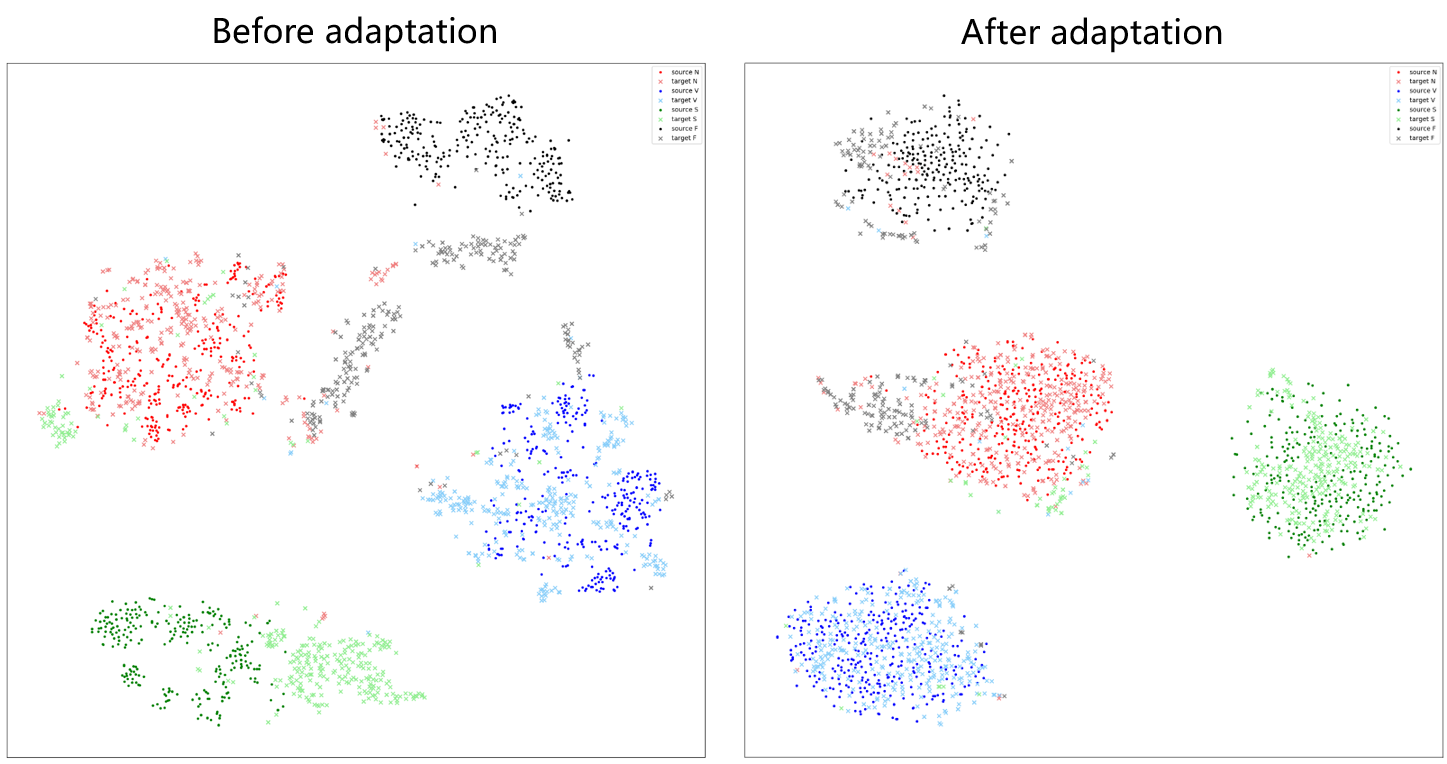 Before adaptation
After adaptation
source N
target N
source V
target V
source S
target S
source F
target F
source N
target N
source V
target V
source S
target S
source F
target F